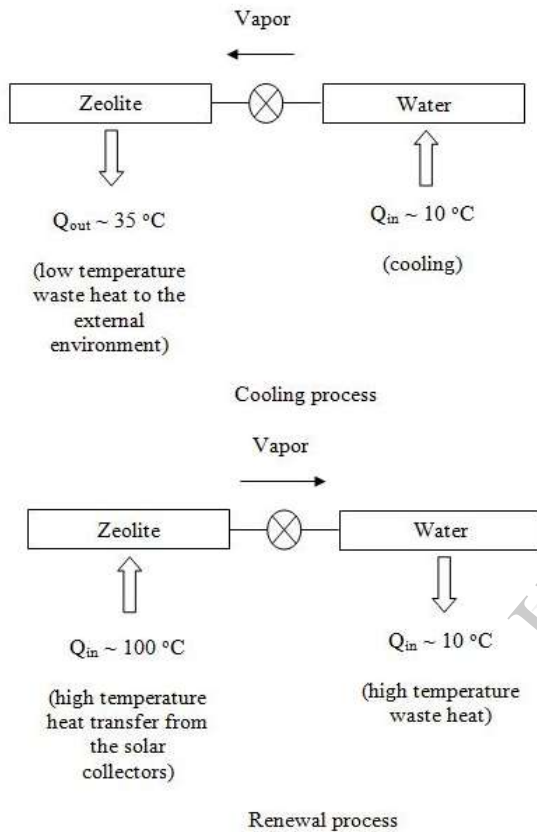 Vapor
Zeolite
Water
Qout ~ 35 °C
Qin ~ 10 °C
(low temperature
waste heat to the
external
environment)
(cooling)
Cooling process
Vapor
Zeolite
Water
Qin ~ 100 °C
Qin ~ 10 °C
(high temperature
heat transfer from
the solar
collectors)
(high temperature
waste heat)
Renewal process